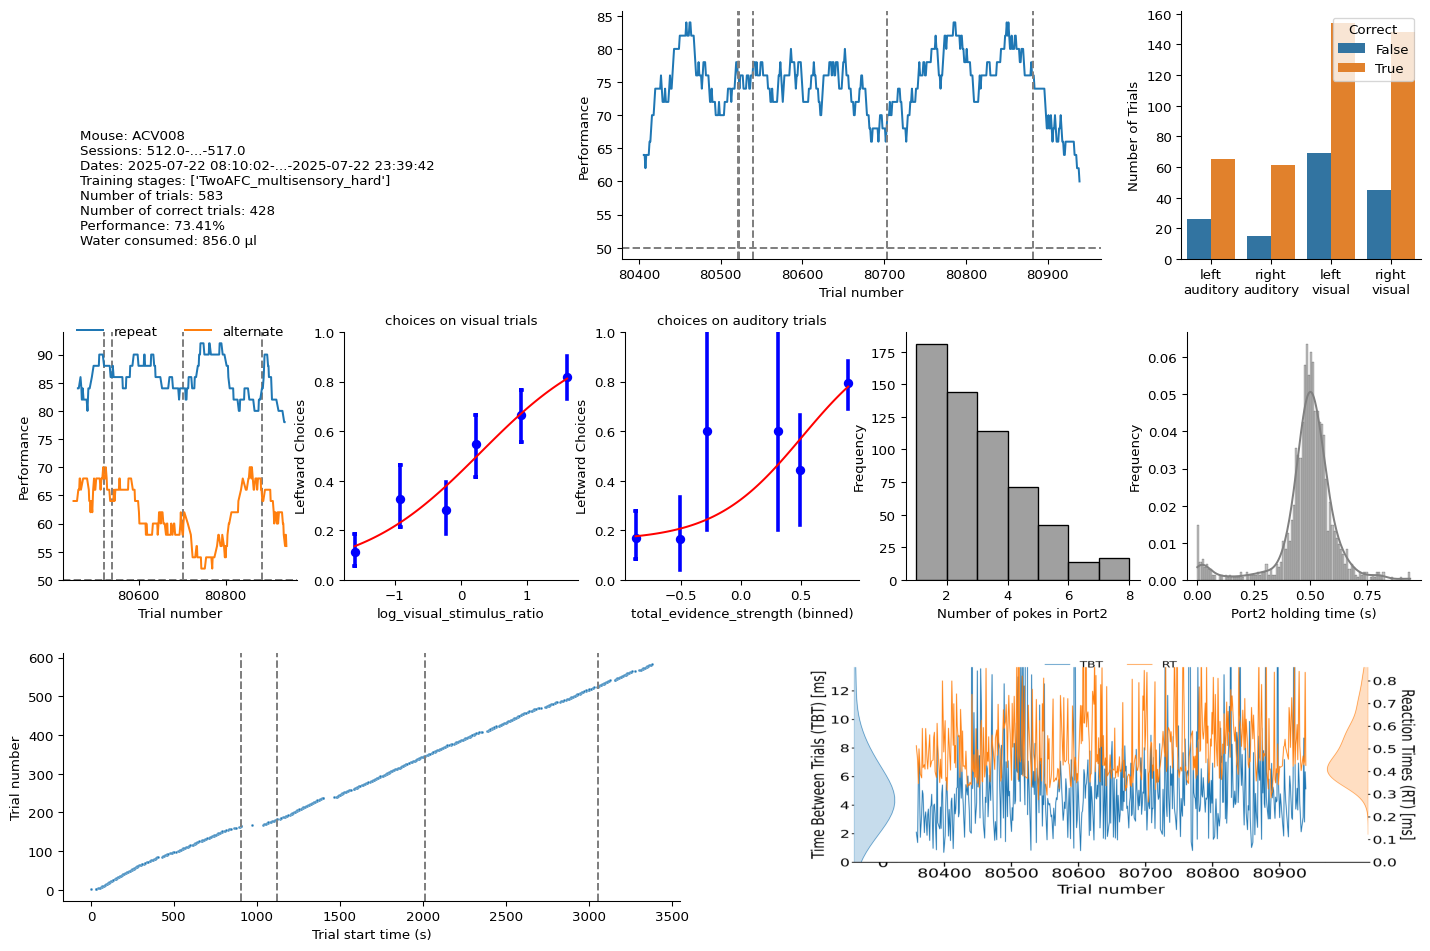 Mouse: ACV008
Sessions: 512.0-...-517.0
Dates: 2025-07-22 08:10:02-...-2025-07-22 23:39:42
Training stages: ['TwoAFC_multisensory_hard']
Number of trials: 583
Number of correct trials: 428
Performance: 73.41%
Water consumed: 856.0 µl
Performance
85
80
75
70
65
60
55
50
80400 80500 80600 80700 80800 80900
Trial number
Number of Trials
160
140
120
100
80
60
40
20
0
Correct
False
True
left auditory
right auditory
left visual
right visual
repeat alternate
Performance
90
85
80
75
70
65
60
55
50
80600 80800
Trial number
choices on visual trials
Leftward Choices
1.0
0.8
0.6
0.4
0.2
0.0
−1 0 1
log_visual_stimulus_ratio
choices on auditory trials
Leftward Choices
1.0
0.8
0.6
0.4
0.2
0.0
−0.5 0.0 0.5
total_evidence_strength (binned)
Frequency
175
150
125
100
75
50
25
0
2 4 6 8
Number of pokes in Port2
Frequency
0.06
0.05
0.04
0.03
0.02
0.01
0.00
0.00 0.25 0.50 0.75
Port2 holding time (s)
Trial number
600
500
400
300
200
100
0
0 500 1000 1500 2000 2500 3000 3500
Trial start time (s)
TBT RT
Time Between Trials (TBT) [ms]
12
10
8
6
4
2
0
0
80400 80500 80600 80700 80800 80900
Trial number
0.8
0.7
0.6
0.5
0.4
0.3
0.2
0.1
0.0
Reaction Times (RT) [ms]